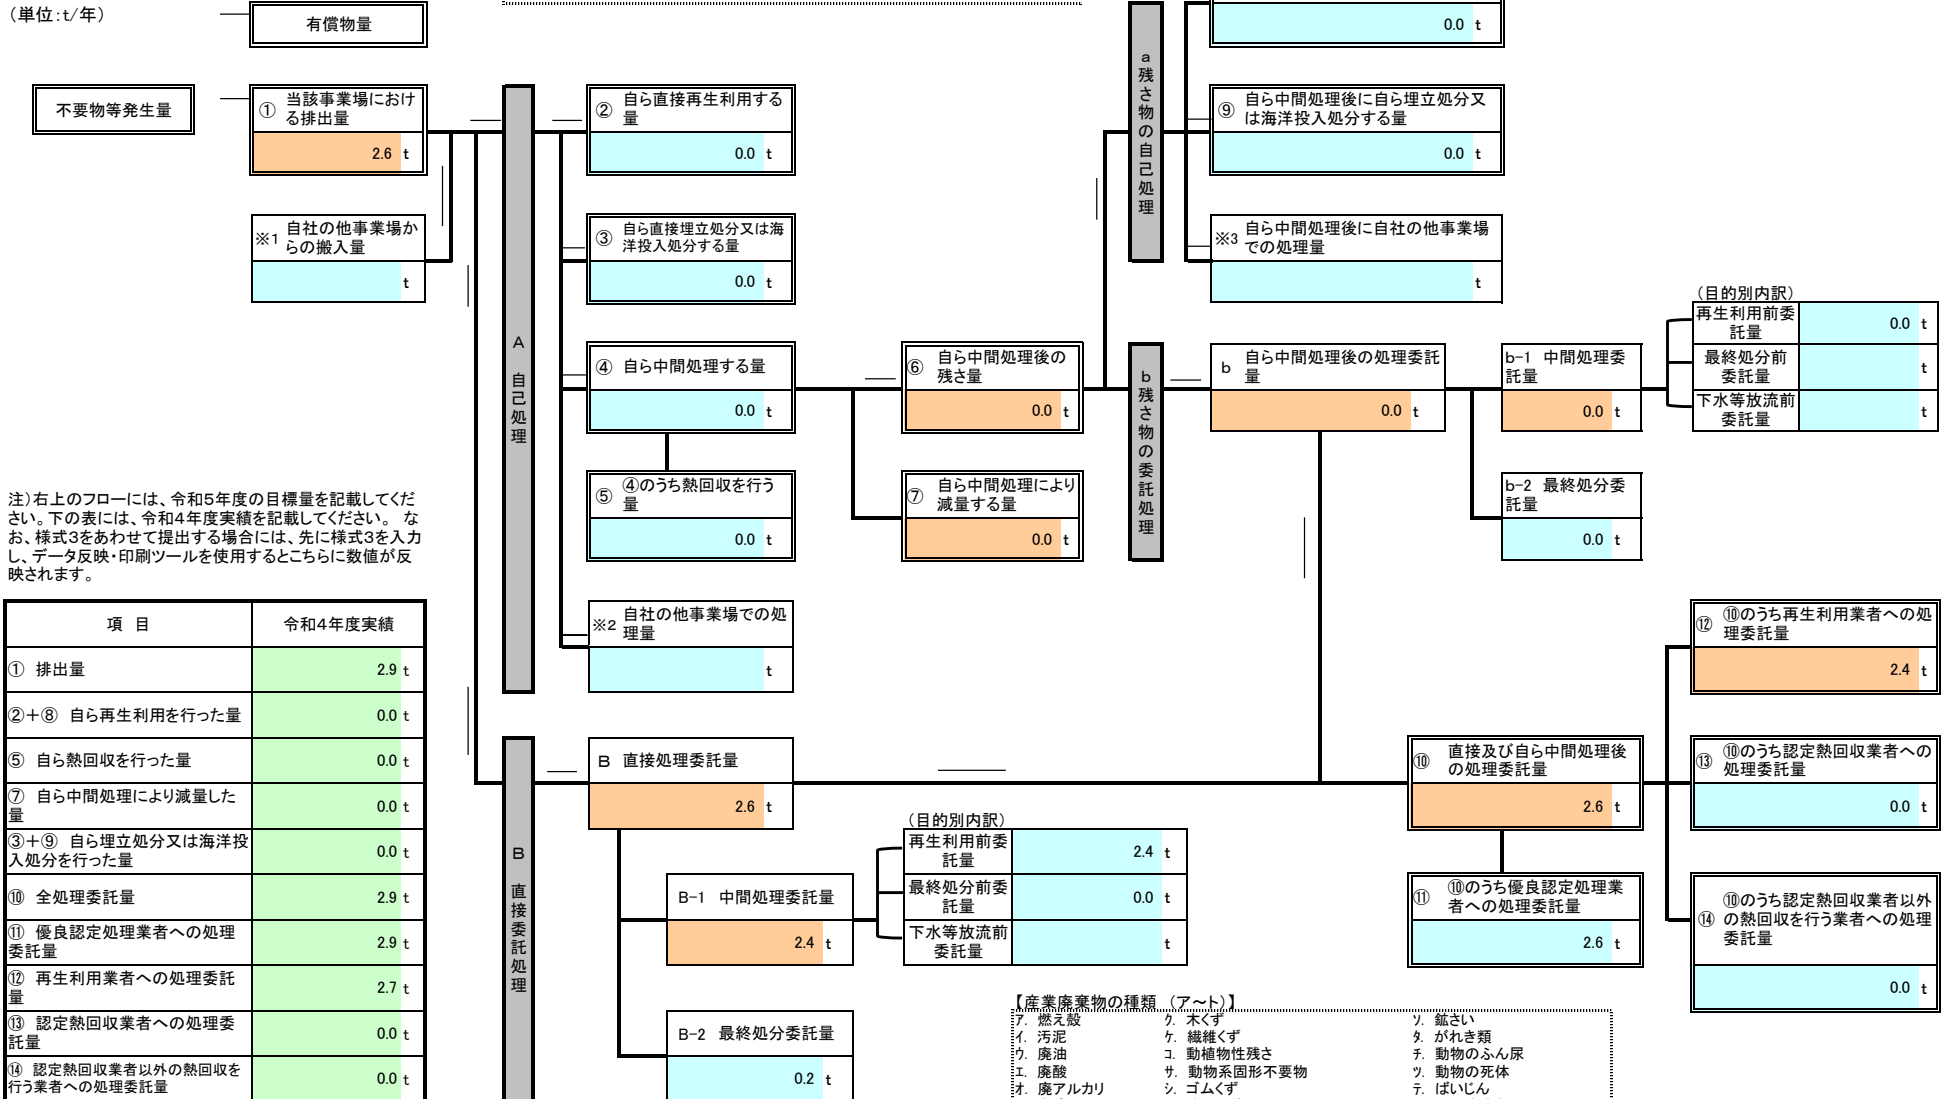 (単位:t/年)
有償物量
0.0 t
不要物等発生量
① 当該事業場におけ
る排出量
2.6 t
※1 自社の他事業場か
らの搬入量
t
A 自己処理
② 自ら直接再生利用する
量
0.0 t
③ 自ら直接埋立処分又は海
洋投入処分する量
0.0 t
④ 自ら中間処理する量
0.0 t
⑤ ④のうち熱回収を行う
量
0.0 t
※2 自社の他事業場での処
理量
t
⑥ 自ら中間処理後の
残さ量
0.0 t
⑦ 自ら中間処理により
減量する量
0.0 t
a 残さ物の自己処理
⑨ 自ら中間処理後に自ら埋立処分又
は海洋投入処分する量
0.0 t
※3 自ら中間処理後に自社の他事業場
での処理量
t
b 残さ物の委託処理
b 自ら中間処理後の処理委託
量
0.0 t
b-1 中間処理委
託量
0.0 t
(目的別内訳)
再生利用前委
託量
0.0 t
最終処分前
委託量
t
下水等放流前
委託量
t
b-2 最終処分委
託量
0.0 t
注)右上のフローには、令和5年度の目標量を記載してくだ
さい。下の表には、令和4年度実績を記載してください。 な
お、様式3をあわせて提出する場合には、先に様式3を入力
し、データ反映・印刷ツールを使用するとこちらに数値が反
映されます。
項 目 令和4年度実績
① 排出量 2.9 t
②+⑧ 自ら再生利用を行った量 0.0 t
⑤ 自ら熱回収を行った量 0.0 t
⑦ 自ら中間処理により減量した
量 0.0 t
③+⑨ 自ら埋立処分又は海洋投
入処分を行った量 0.0 t
⑩ 全処理委託量 2.9 t
⑪ 優良認定処理業者への処理
委託量 2.9 t
⑫ 再生利用業者への処理委託
量 2.7 t
⑬ 認定熱回収業者への処理委
託量 0.0 t
⑭ 認定熱回収業者以外の熱回収を
行う業者への処理委託量 0.0 t
B 直接委託処理
B 直接処理委託量
2.6 t
B-1 中間処理委託量
2.4 t
(目的別内訳)
再生利用前委
託量
2.4 t
最終処分前委
託量
0.0 t
下水等放流前
委託量
t
B-2 最終処分委託量
0.2 t
⑩ 直接及び自ら中間処理後
の処理委託量
2.6 t
⑪ ⑩のうち優良認定処理業
者への処理委託量
2.6 t
⑫ ⑩のうち再生利用業者への処
理委託量
2.4 t
⑬ ⑩のうち認定熱回収業者への
処理委託量
0.0 t
⑭ ⑩のうち認定熱回収業者以外
の熱回収を行う業者への処理
委託量
0.0 t
【産業廃棄物の種類 (ア~ト)】
ア. 燃え殻 ク. 木くず ソ. 鉱さい
イ. 汚泥 ケ. 繊維くず タ. がれき類
ウ. 廃油 コ. 動植物性残さ チ. 動物のふん尿
エ. 廃酸 サ. 動物系固形不要物 ツ. 動物の死体
オ. 廃アルカリ シ. ゴムくず テ. ばいじん